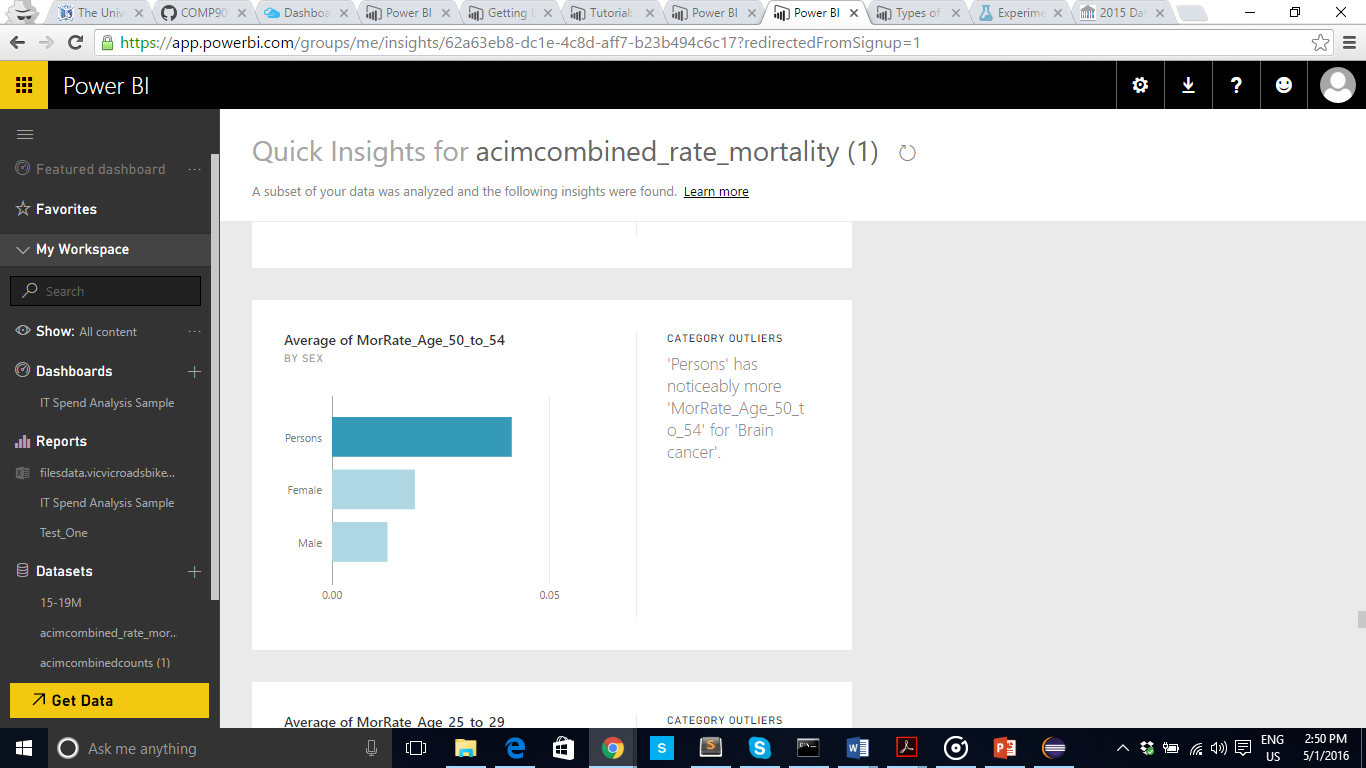 The Univ
COMP90
Dashboa
Power BI
Getting D
Tutorial:
Power BI
Power BI
Types of
Experime
2015 Dat
https://app.powerbi.com/groups/me/insights/62a63eb8-dc1e-4c8d-aff7-b23b494c6c17?redirectedFromSignup=1
Power BI
?
Featured dashboard ...
Favorites
My Workspace
Search
Show: All content ...
Dashboards +
IT Spend Analysis Sample
Reports
filesdata.vicvicroadsbike...
IT Spend Analysis Sample
Test_One
Datasets +
15-19M
acimcombined_rate_mor...
acimcombinedcounts (1)
Get Data
Quick Insights for acimcombined_rate_mortality (1)
A subset of your data was analyzed and the following insights were found. Learn more
Average of MorRate_Age_50_to_54
BY SEX
Persons
Female
Male
0.00 0.05
CATEGORY OUTLIERS
'Persons' has
noticeably more
'MorRate_Age_50_t
o_54' for 'Brain
cancer'.
Average of MorRate_Age_25_to_29
CATEGORY OUTLIERS
Ask me anything
ENG
US
2:50 PM
5/1/2016